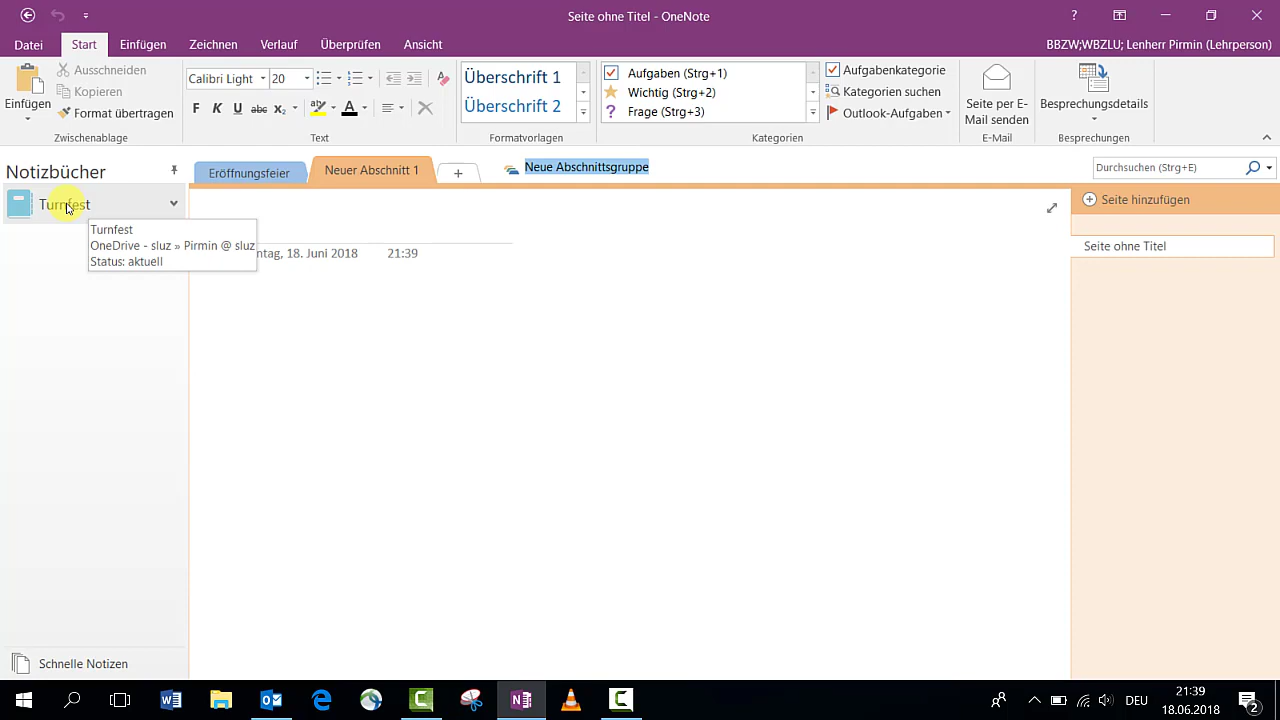 Seite ohne Titel - OneNote
Datei Start Einfügen Zeichnen Verlauf Überprüfen Ansicht BBZW;WBZLU; Lenherr Pirmin (Lehrperson)
Einfügen
Ausschneiden
Kopieren
Format übertragen
Zwischenablage
Calibri Light 20
F K U abc x₂ A
Text
Überschrift 1
Überschrift 2
Formatvorlagen
Aufgaben (Strg+1)
Wichtig (Strg+2)
Frage (Strg+3)
Aufgabenkategorie
Kategorien suchen
Outlook-Aufgaben
Kategorien
Seite per E-
Mail senden
E-Mail
Besprechungsdetails
Besprechungen
Notizbücher
Eröffnungsfeier Neuer Abschnitt 1 + Neue Abschnittsgruppe
Durchsuchen (Strg+E)
Turnfest
Turnfest
OneDrive - sluz » Pirmin @ sluz
Status: aktuell
ntag, 18. Juni 2018 21:39
Seite hinzufügen
Seite ohne Titel
Schnelle Notizen
DEU
21:39
18.06.2018
2